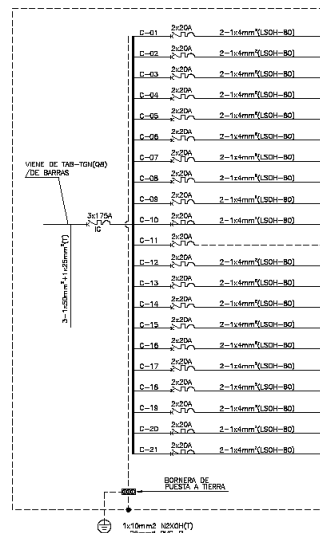 C-01 2x20A 2-1x4mm²(LSOH-80)
C-02 2x20A 2-1x4mm²(LSOH-80)
C-03 2x20A 2-1x4mm²(LSOH-80)
C-04 2x20A 2-1x4mm²(LSOH-80)
C-05 2x20A 2-1x4mm²(LSOH-80)
C-06 2x20A 2-1x4mm²(LSOH-80)
C-07 2x20A 2-1x4mm²(LSOH-80)
VIENE DE TAB-TGN(Q8)
/DE BARRAS
C-08 2x20A 2-1x4mm²(LSOH-80)
C-09 2x20A 2-1x4mm²(LSOH-80)
3x175A
IG
C-10 2x20A 2-1x4mm²(LSOH-80)
C-11 2x20A
3-1x50mm²+1x25mm²(T)
C-12 2x20A 2-1x4mm²(LSOH-80)
C-13 2x20A 2-1x4mm²(LSOH-80)
C-14 2x20A 2-1x4mm²(LSOH-80)
C-15 2x20A 2-1x4mm²(LSOH-80)
C-16 2x20A 2-1x4mm²(LSOH-80)
C-17 2x20A 2-1x4mm²(LSOH-80)
C-18 2x20A 2-1x4mm²(LSOH-80)
C-19 2x20A 2-1x4mm²(LSOH-80)
C-20 2x20A 2-1x4mm²(LSOH-80)
C-21 2x20A 2-1x4mm²(LSOH-80)
BORNERA DE
PUESTA A TIERRA
1x10mm2 N2XOH(T)